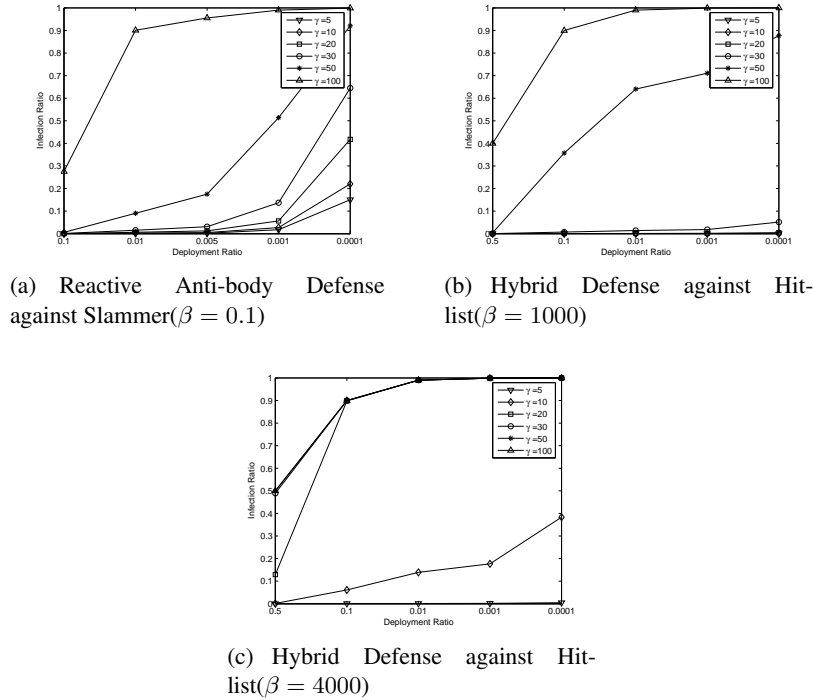 1
0.9
0.8
0.7
0.6
0.5
0.4
0.3
0.2
0.1
0
Infection Ratio
0.1 0.01 0.005 0.001 0.0001
Deployment Ratio
γ =5
γ =10
γ =20
γ =30
γ =50
γ =100
(a) Reactive Anti-body Defense
against Slammer(β = 0.1)
1
0.9
0.8
0.7
0.6
0.5
0.4
0.3
0.2
0.1
0
Infection Ratio
0.5 0.1 0.01 0.001 0.0001
Deployment Ratio
γ =5
γ =10
γ =20
γ =30
γ =50
γ =100
(b) Hybrid Defense against Hit-
list(β = 1000)
1
0.9
0.8
0.7
0.6
0.5
0.4
0.3
0.2
0.1
0
Infection Ratio
0.5 0.1 0.01 0.001 0.0001
Deployment Ratio
γ =5
γ =10
γ =20
γ =30
γ =50
γ =100
(c) Hybrid Defense against Hit-
list(β = 4000)